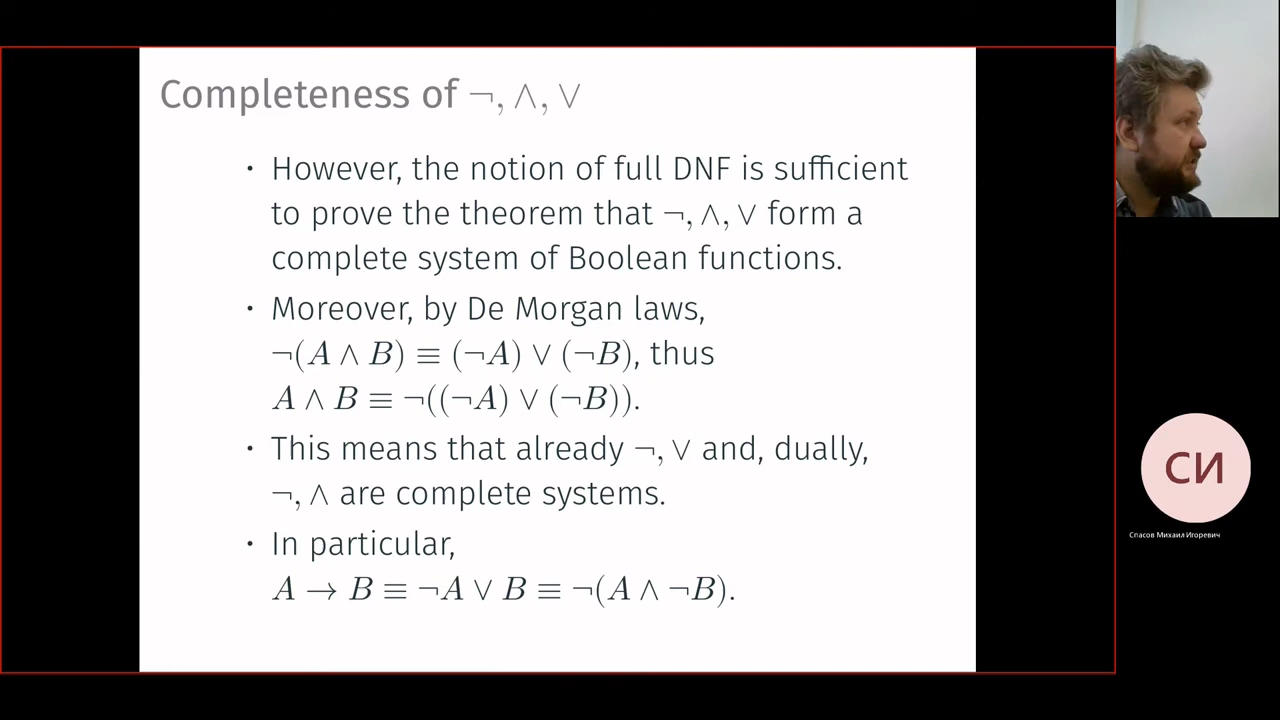 Completeness of ¬, ∧, ∨
· However, the notion of full DNF is sufficient
to prove the theorem that ¬, ∧, ∨ form a
complete system of Boolean functions.
· Moreover, by De Morgan laws,
¬(A ∧ B) ≡ (¬A) ∨ (¬B), thus
A ∧ B ≡ ¬((¬A) ∨ (¬B)).
· This means that already ¬, ∨ and, dually,
¬, ∧ are complete systems.
· In particular,
A → B ≡ ¬A ∨ B ≡ ¬(A ∧ ¬B).
СИ
Спасов Михаил Игоревич